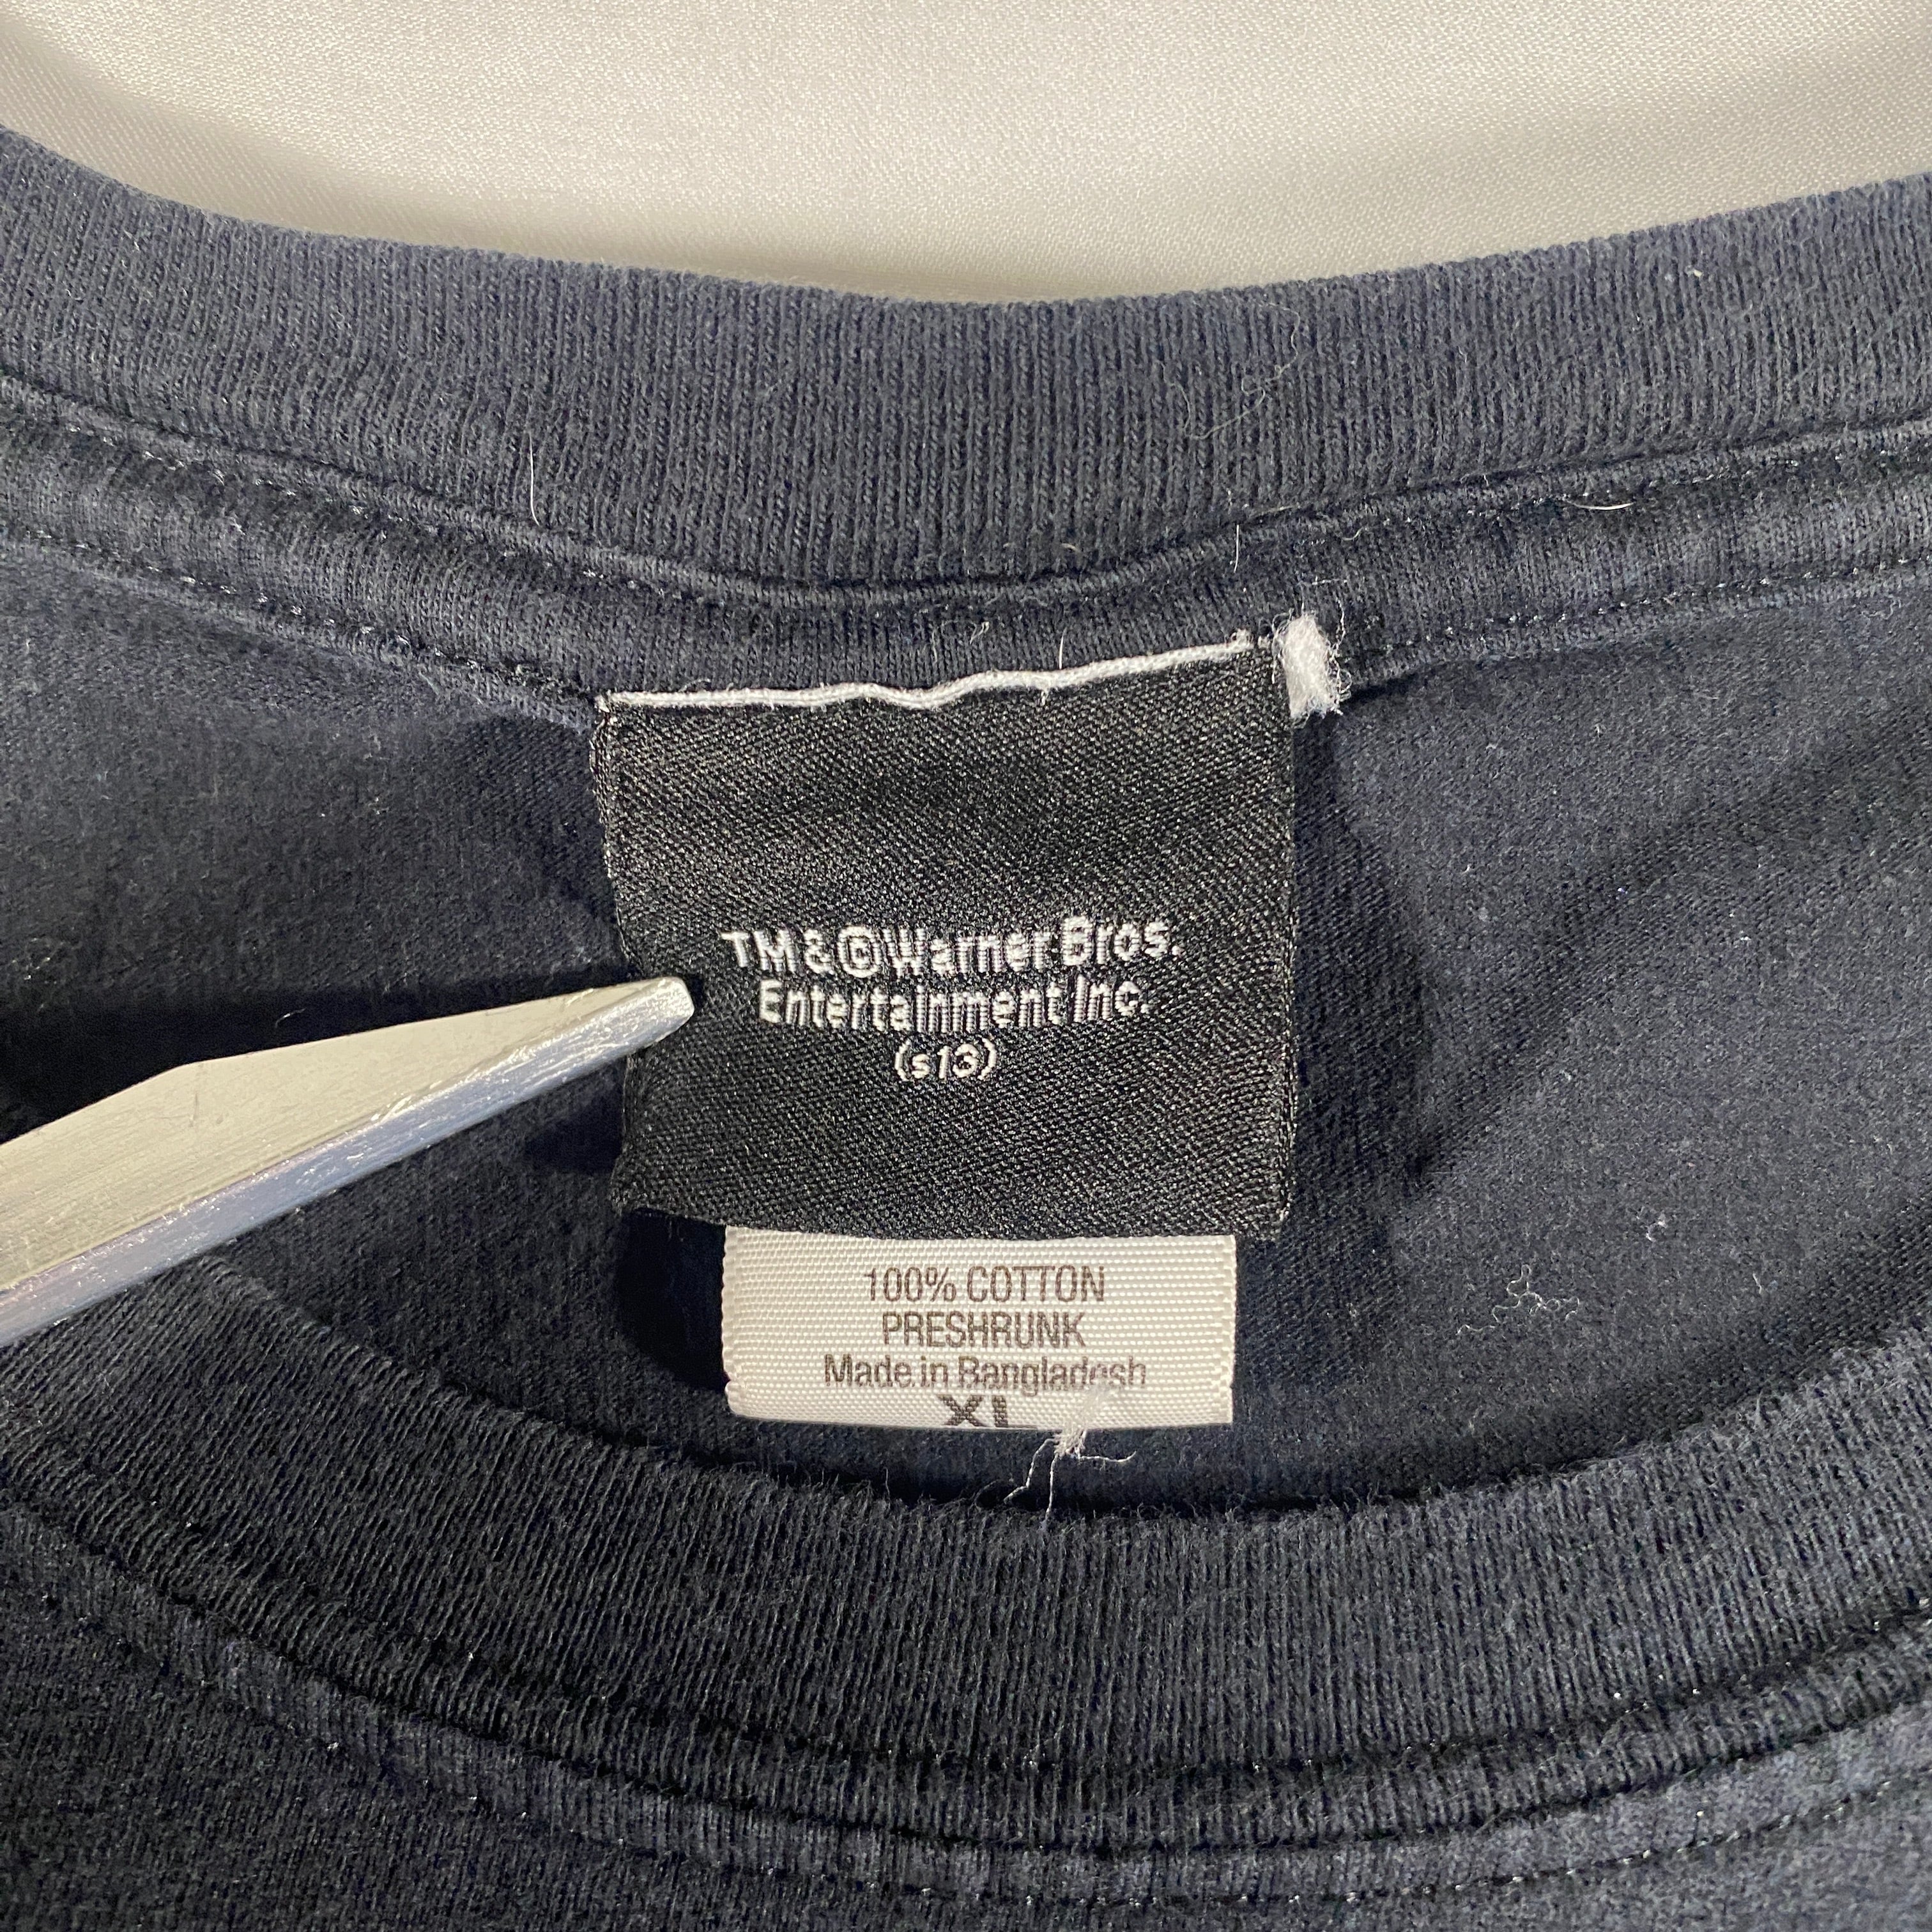 TM & © Warner Bros.
Entertainment Inc.
(s13)
100% COTTON
PRESHRUNK
Made in Bangladesh
XL